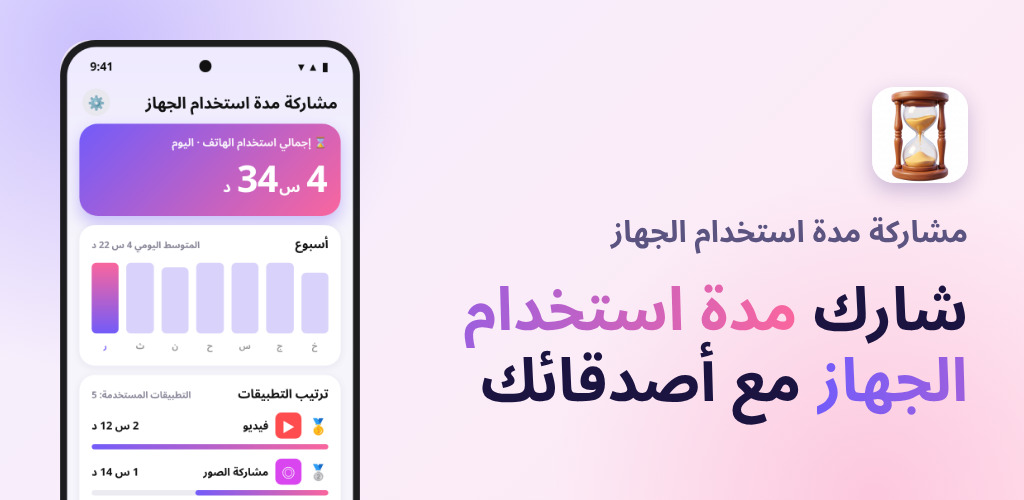 مشاركة مدة استخدام الجهاز
شارك مدة استخدام
الجهاز مع أصدقائك
9:41
مشاركة مدة استخدام الجهاز
إجمالي استخدام الهاتف · اليوم
4 س 34 د
أسبوع
المتوسط اليومي 4 س 22 د
خ ج س ح ن ث ر
ترتيب التطبيقات
التطبيقات المستخدمة: 5
فيديو
2 س 12 د
مشاركة الصور
1 س 14 د